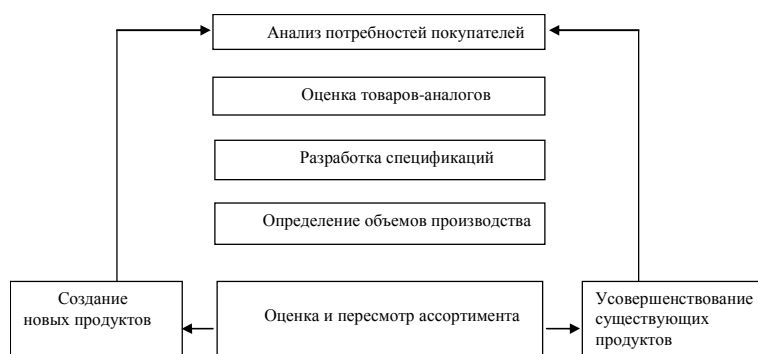 Анализ потребностей покупателей
Оценка товаров-аналогов
Разработка спецификаций
Определение объемов производства
Создание
новых продуктов
Оценка и пересмотр ассортимента
Усовершенствование
существующих
продуктов